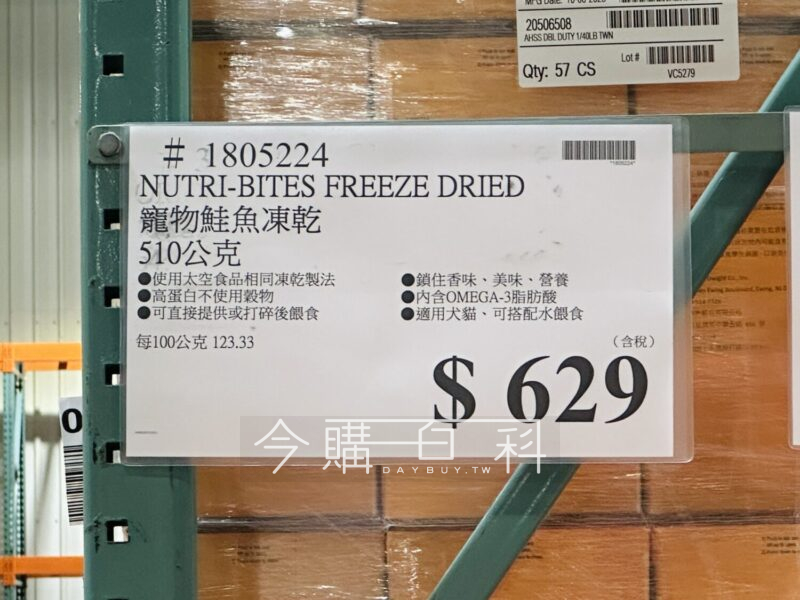 20506508
AHSS DBL DUTY 1/40LB TWN
Lot #
Qty: 57 CS
VC5279
# 1805224
*1805224*
NUTRI-BITES FREEZE DRIED
寵物鮭魚凍乾
510公克
●使用太空食品相同凍乾製法
●高蛋白不使用穀物
●可直接提供或打碎後餵食
●鎖住香味、美味、營養
●內含OMEGA-3脂肪酸
●適用犬貓、可搭配水餵食
每100公克 123.33
(含稅)
$ 629
今購百科
DAYBUY.TW